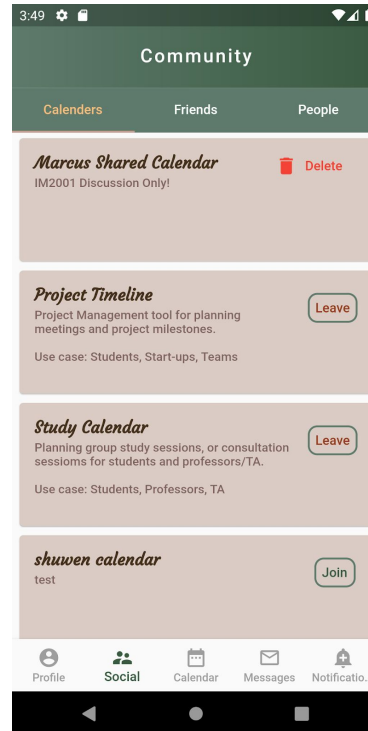 3:49
Community
Calenders Friends People
Marcus Shared Calendar
Delete
IM2001 Discussion Only!
Project Timeline
Leave
Project Management tool for planning
meetings and project milestones.
Use case: Students, Start-ups, Teams
Study Calendar
Leave
Planning group study sessions, or consultation
sessioms for students and professors/TA.
Use case: Students, Professors, TA
shuwen calendar
Join
test
Profile Social Calendar Messages Notificatio..